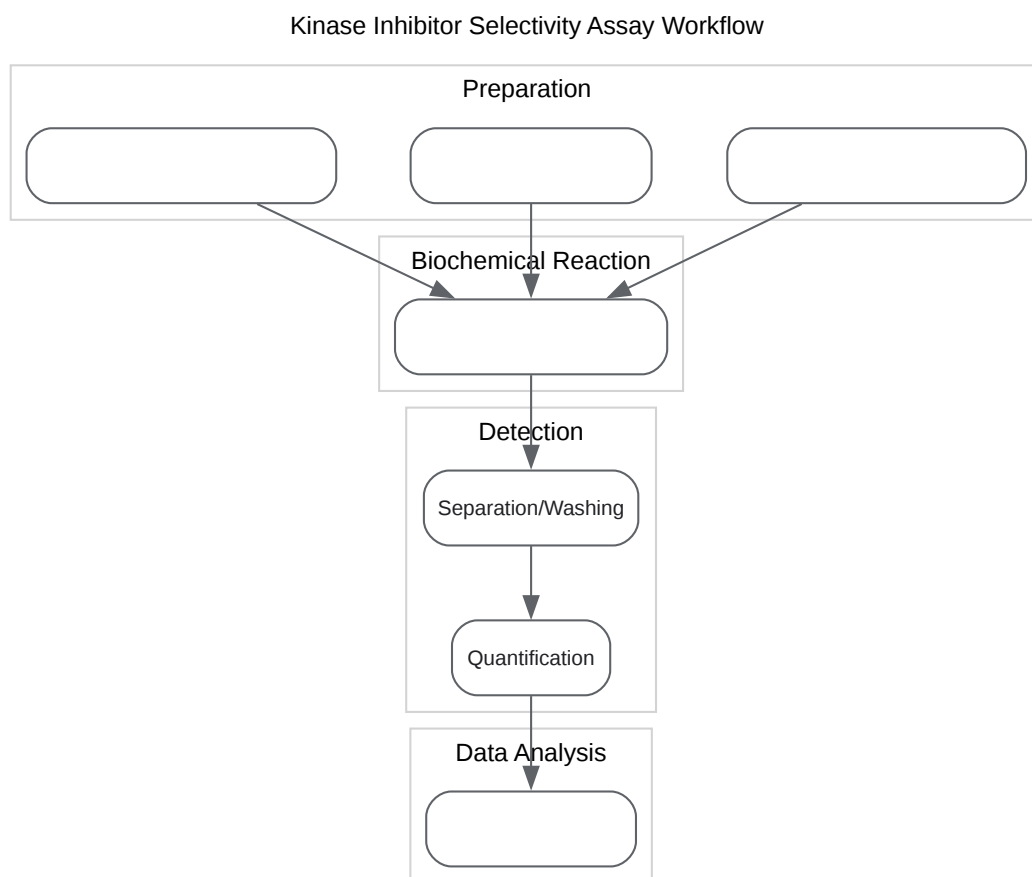 Kinase Inhibitor Selectivity Assay Workflow
Preparation
Biochemical Reaction
Detection
Separation/Washing
Quantification
Data Analysis